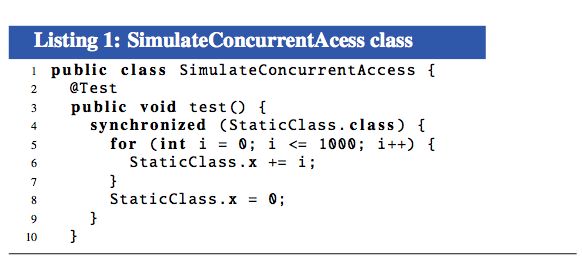 Listing 1: SimulateConcurrentAcess class
1 public class SimulateConcurrentAccess {
2 @Test
3 public void test() {
4 synchronized (StaticClass.class) {
5 for (int i = 0; i <= 1000; i++) {
6 StaticClass.x += i;
7 }
8 StaticClass.x = 0;
9 }
10 }